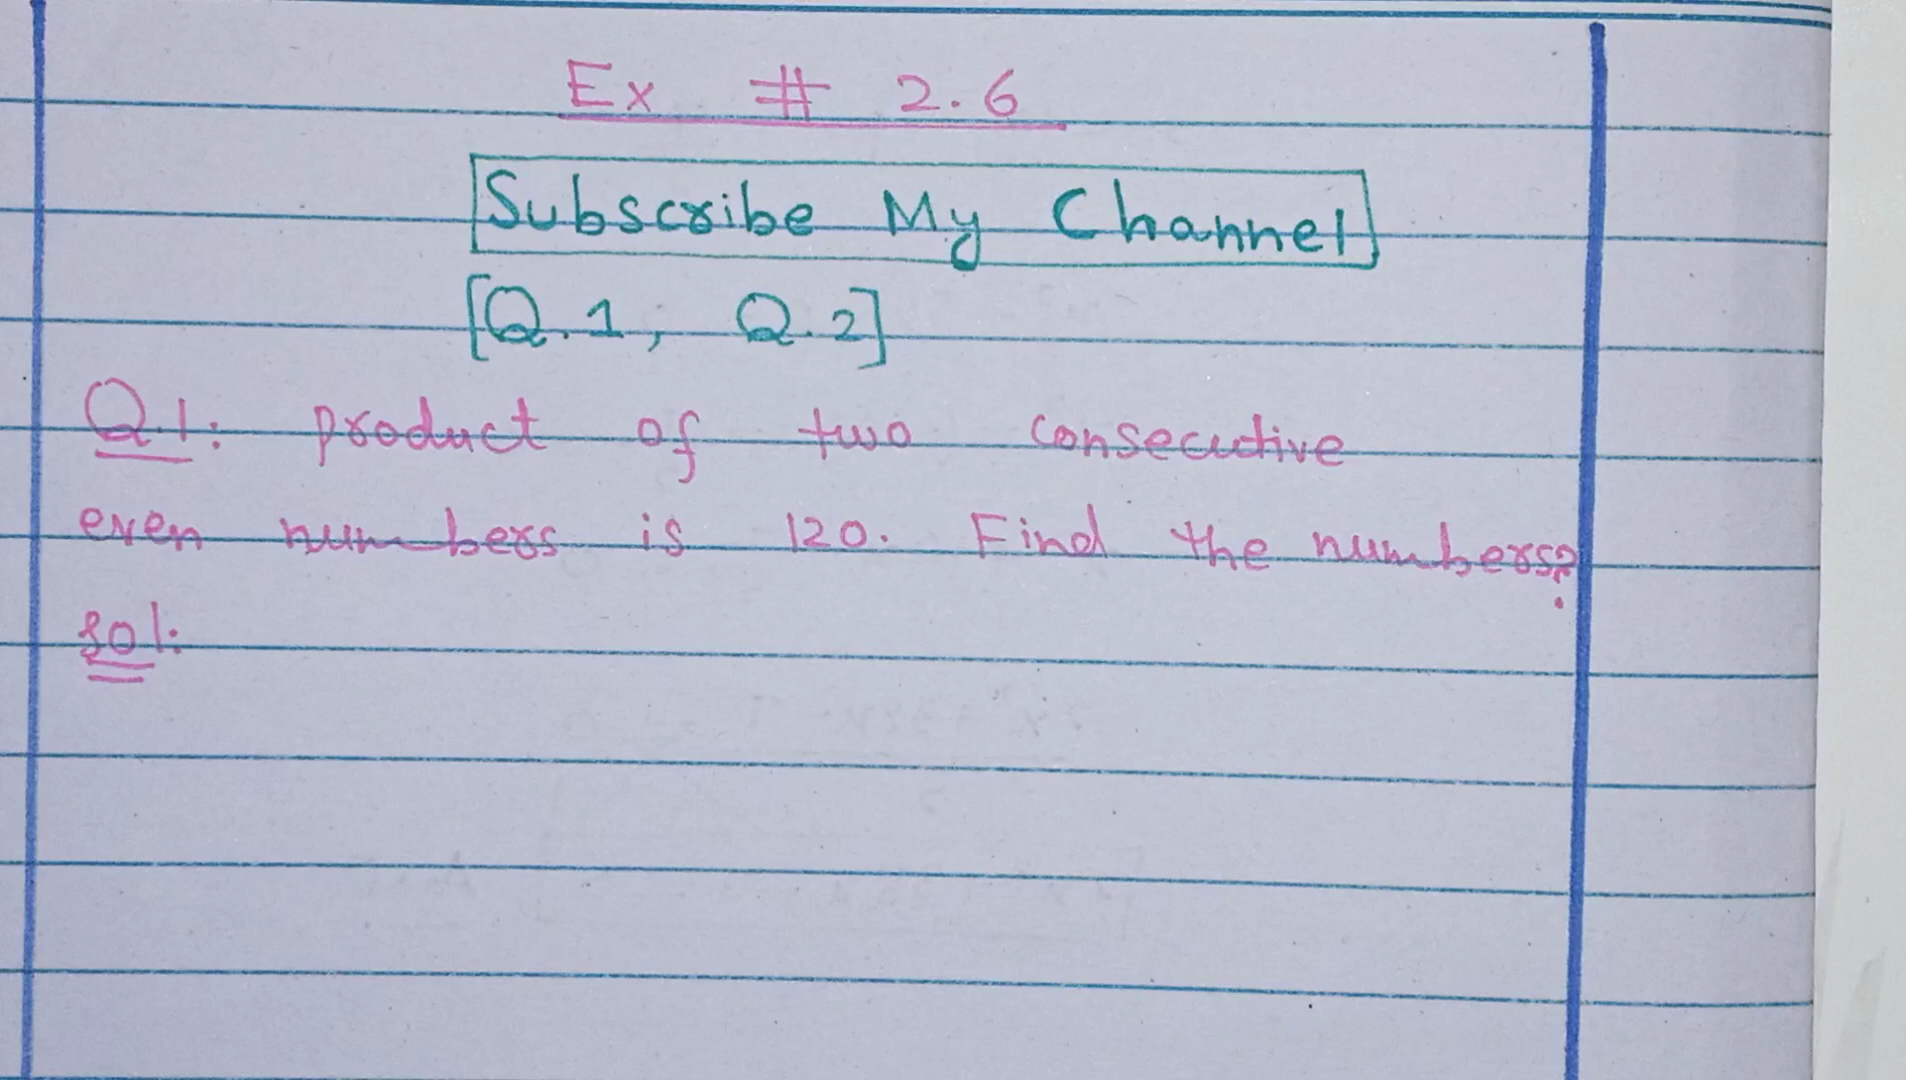 Ex # 2.6
Subscribe My Channel
[Q.1, Q.2]
Q.1: product of two consecutive
even numbers is 120. Find the numbers?
Sol: